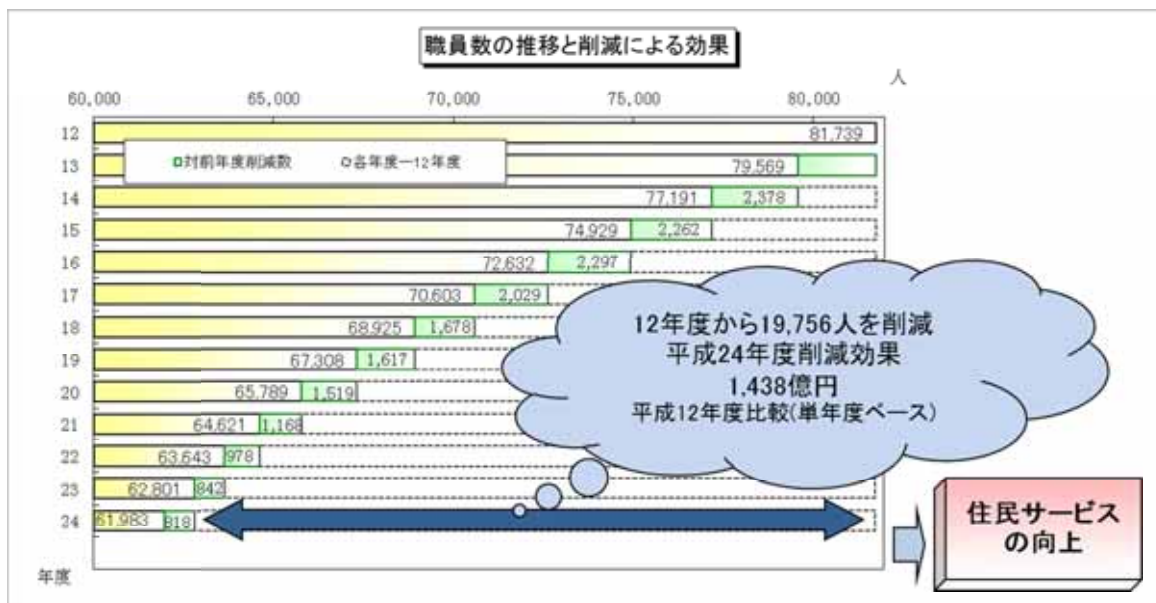 職員数の推移と削減による効果
人
60,000 65,000 70,000 75,000 80,000
12 81,739
対前年度削減数 各年度ー12年度
13 79,569
14 77,191 2,378
15 74,929 2,262
16 72,632 2,297
17 70,603 2,029
18 68,925 1,678
19 67,308 1,617
20 65,789 1,519
21 64,621 1,168
22 63,643 978
23 62,801 842
24 61,983 818
年度
12年度から19,756人を削減
平成24年度削減効果
1,438億円
平成12年度比較(単年度ベース)
住民サービス
の向上